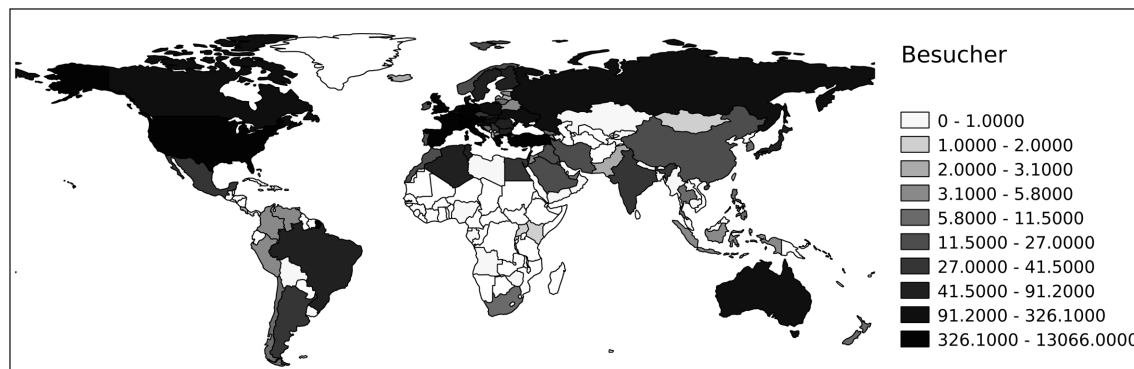 Besucher
0 - 1.0000
1.0000 - 2.0000
2.0000 - 3.1000
3.1000 - 5.8000
5.8000 - 11.5000
11.5000 - 27.0000
27.0000 - 41.5000
41.5000 - 91.2000
91.2000 - 326.1000
326.1000 - 13066.0000